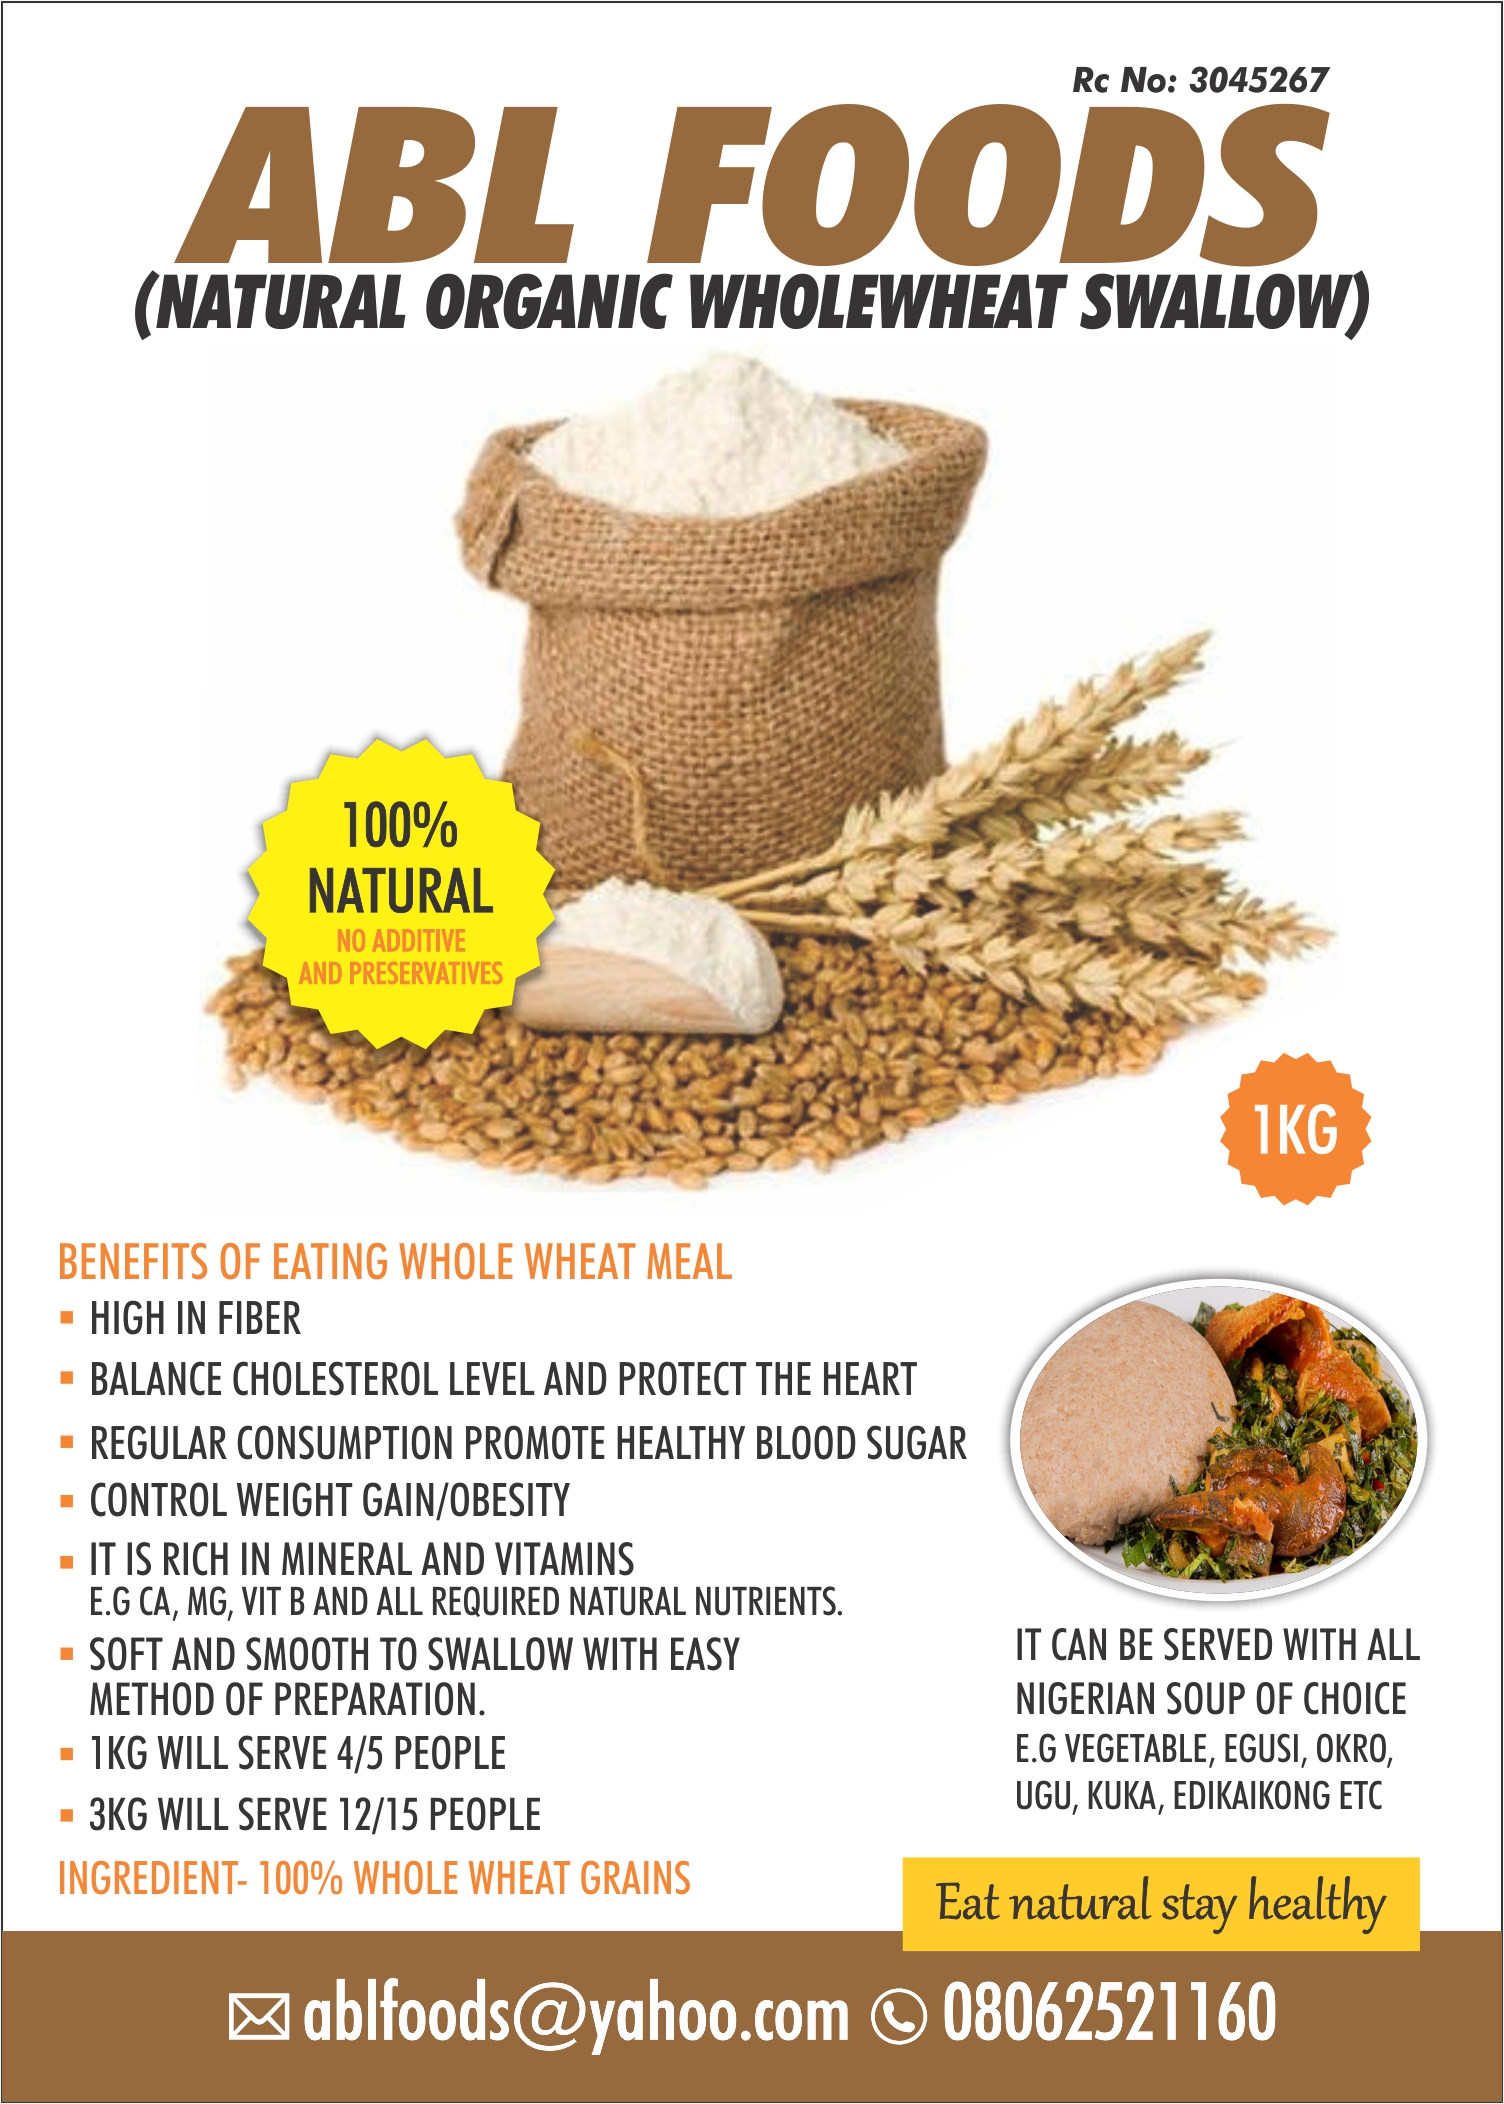 Rc No: 3045267
ABL FOODS
(NATURAL ORGANIC WHOLEWHEAT SWALLOW)
100%
NATURAL
NO ADDITIVE
AND PRESERVATIVES
1KG
BENEFITS OF EATING WHOLE WHEAT MEAL
▪ HIGH IN FIBER
▪ BALANCE CHOLESTEROL LEVEL AND PROTECT THE HEART
▪ REGULAR CONSUMPTION PROMOTE HEALTHY BLOOD SUGAR
▪ CONTROL WEIGHT GAIN/OBESITY
▪ IT IS RICH IN MINERAL AND VITAMINS
E.G CA, MG, VIT B AND ALL REQUIRED NATURAL NUTRIENTS.
▪ SOFT AND SMOOTH TO SWALLOW WITH EASY
METHOD OF PREPARATION.
▪ 1KG WILL SERVE 4/5 PEOPLE
▪ 3KG WILL SERVE 12/15 PEOPLE
INGREDIENT- 100% WHOLE WHEAT GRAINS
IT CAN BE SERVED WITH ALL
NIGERIAN SOUP OF CHOICE
E.G VEGETABLE, EGUSI, OKRO,
UGU, KUKA, EDIKAIKONG ETC
Eat natural stay healthy
ablfoods@yahoo.com 08062521160